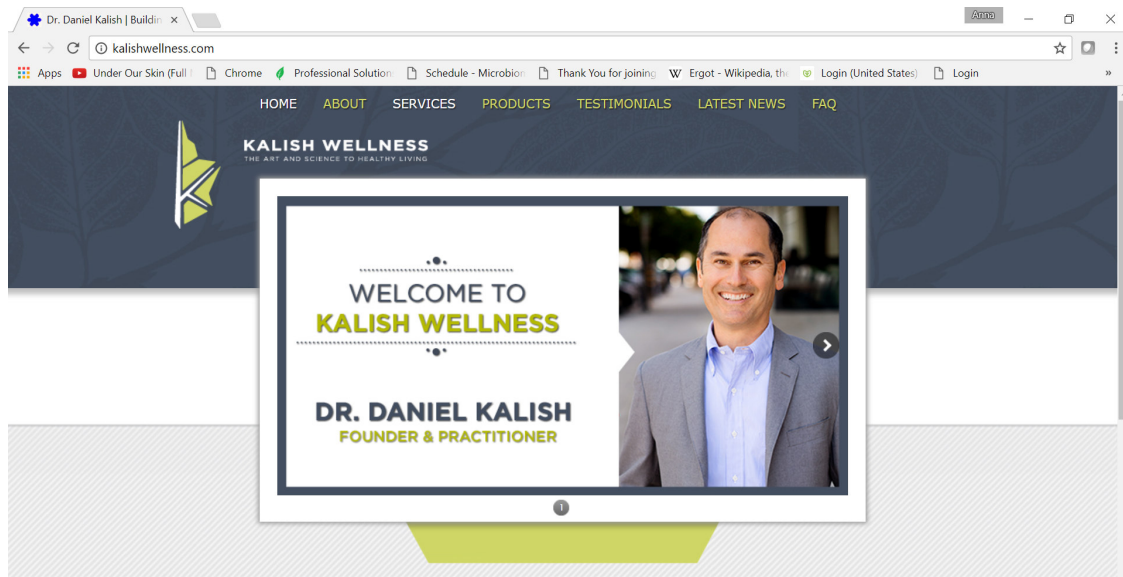 Dr. Daniel Kalish | Buildin
Anna
kalishwellness.com
Apps Under Our Skin (Full Chrome Professional Solution Schedule - Microbion Thank You for joining Ergot - Wikipedia, the Login (United States) Login »
HOME ABOUT SERVICES PRODUCTS TESTIMONIALS LATEST NEWS FAQ
KALISH WELLNESS
THE ART AND SCIENCE TO HEALTHY LIVING
WELCOME TO
KALISH WELLNESS
DR. DANIEL KALISH
FOUNDER & PRACTITIONER
1